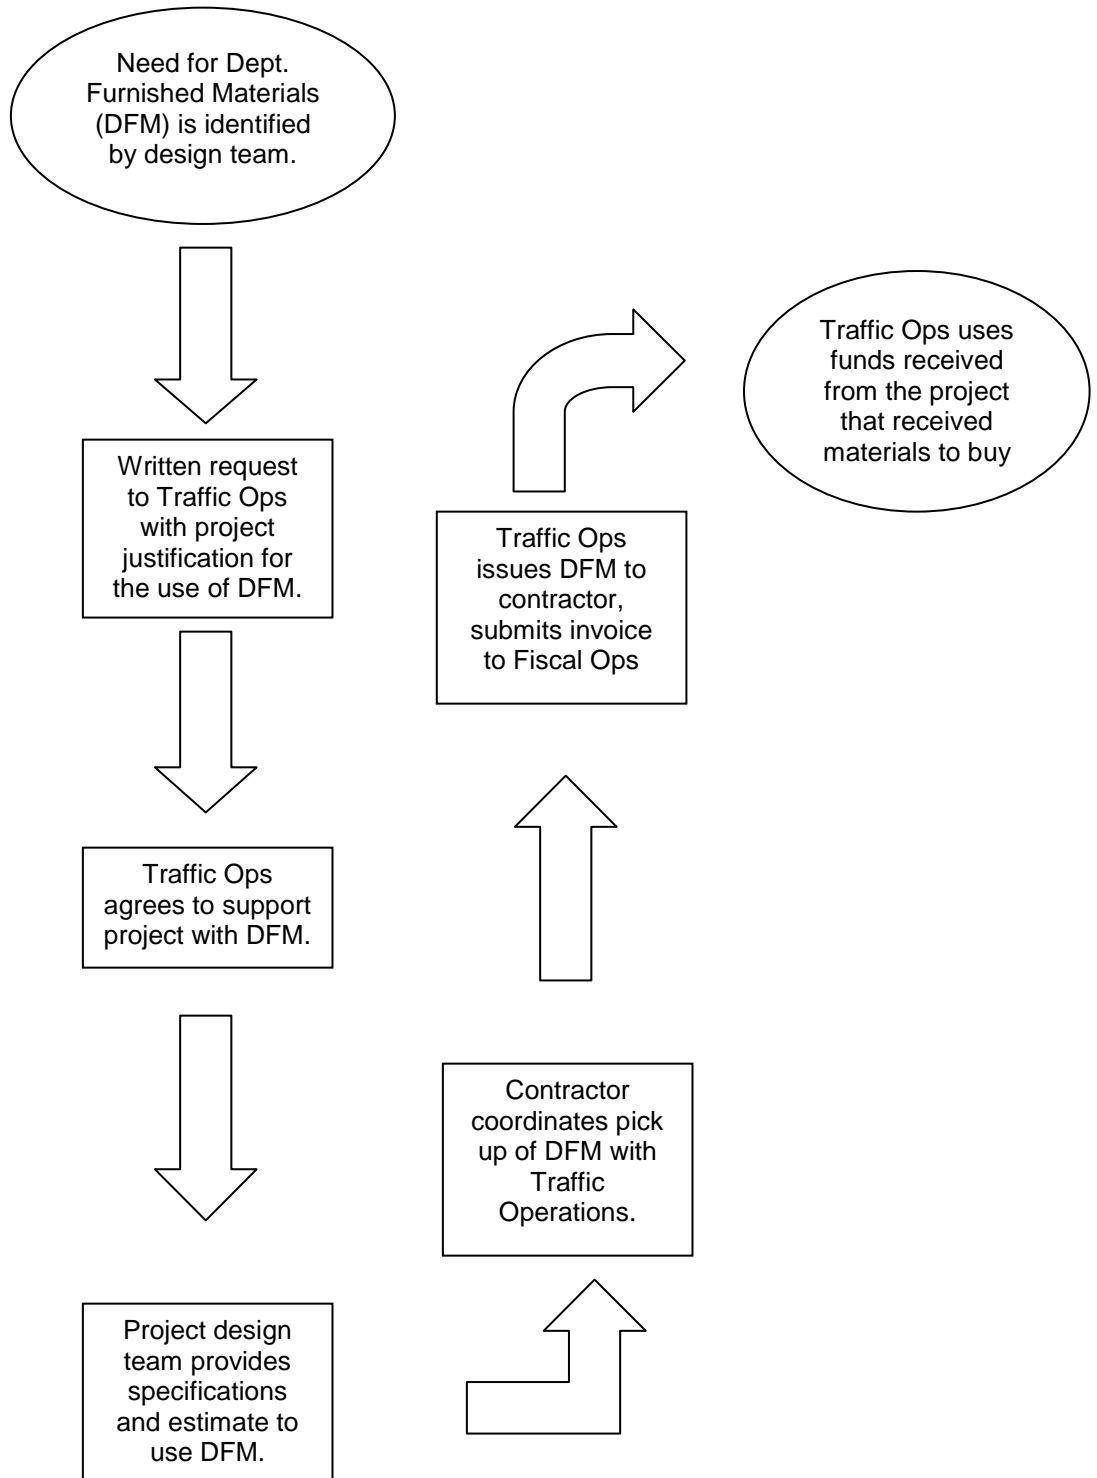 Need for Dept.
Furnished Materials
(DFM) is identified
by design team.
Written request
to Traffic Ops
with project
justification for
the use of DFM.
Traffic Ops
agrees to support
project with DFM.
Project design
team provides
specifications
and estimate to
use DFM.
Contractor
coordinates pick
up of DFM with
Traffic
Operations.
Traffic Ops
issues DFM to
contractor,
submits invoice
to Fiscal Ops
Traffic Ops uses
funds received
from the project
that received
materials to buy